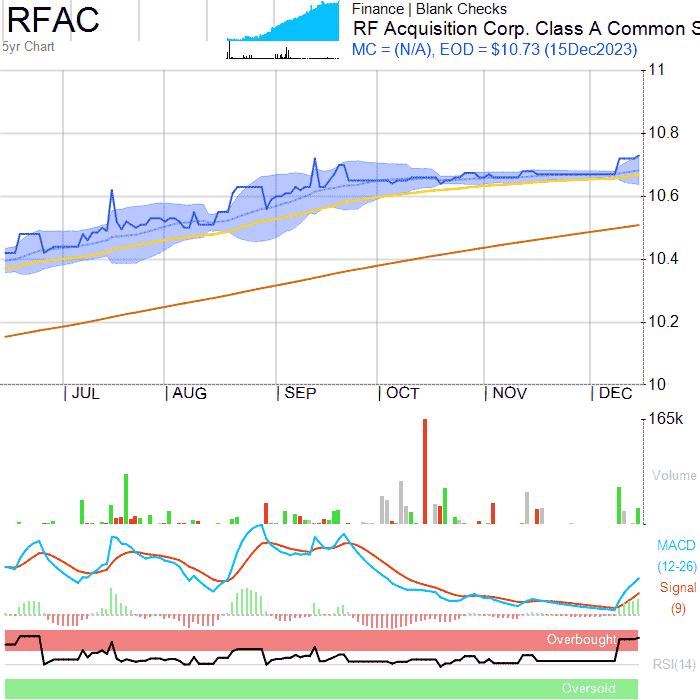 RFAC
5yr Chart
Finance | Blank Checks
RF Acquisition Corp. Class A Common S
MC = (N/A), EOD = $10.73 (15Dec2023)
11
10.8
10.6
10.4
10.2
10
JUL AUG SEP OCT NOV DEC
165k
Volume
MACD
(12-26)
Signal
(9)
Overbought
RSI(14)
Oversold